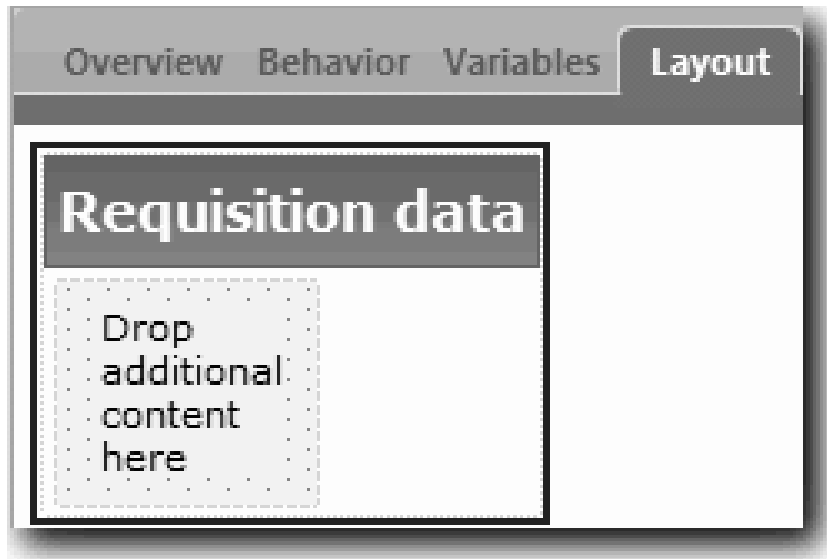 Overview Behavior Variables Layout
Requisition data
Drop
additional
content
here